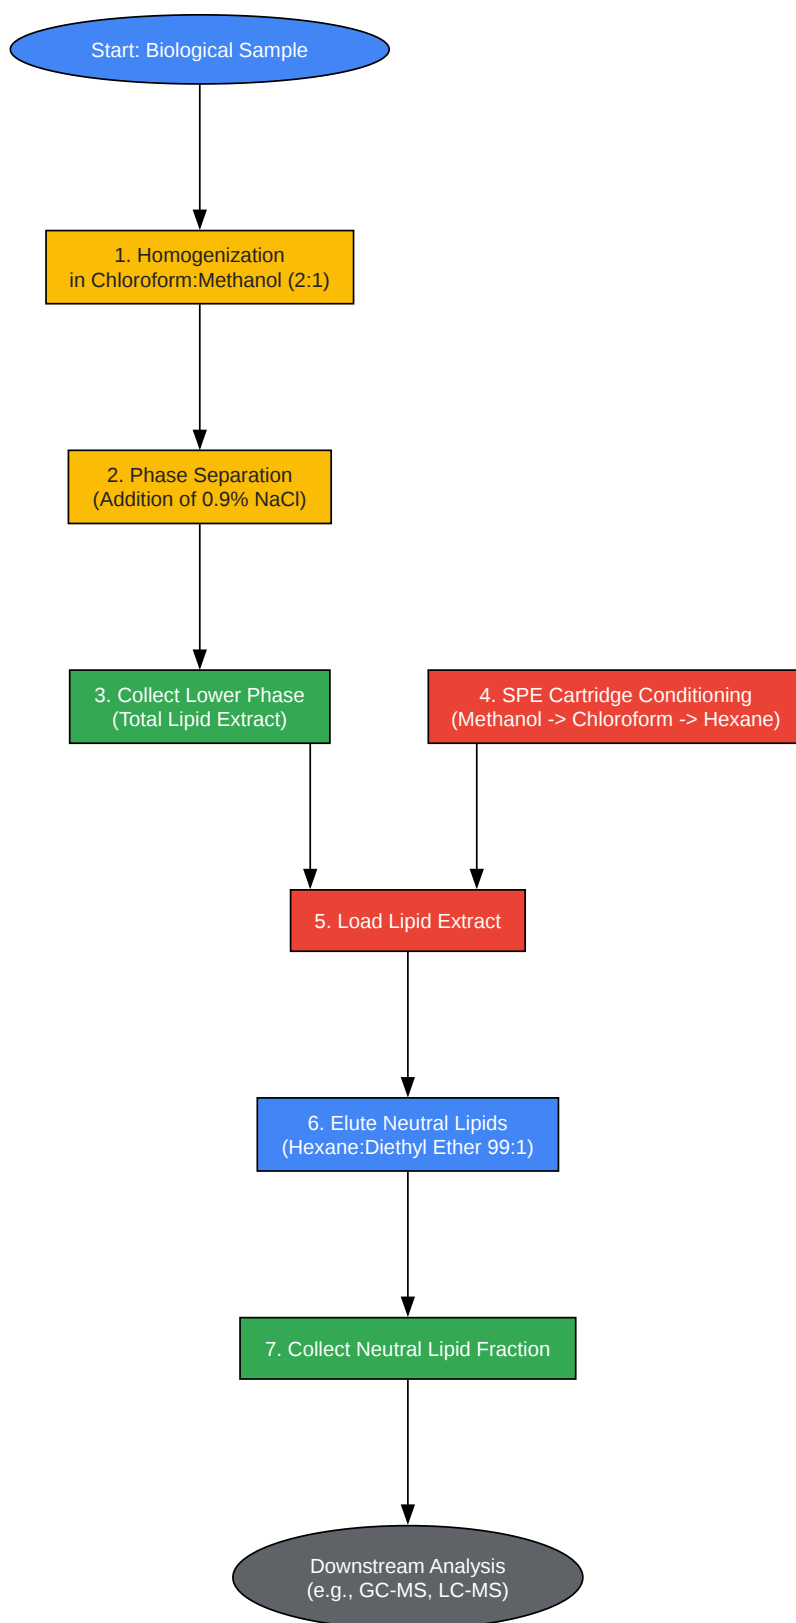 Start: Biological Sample
1. Homogenization
in Chloroform:Methanol (2:1)
2. Phase Separation
(Addition of 0.9% NaCl)
3. Collect Lower Phase
(Total Lipid Extract)
4. SPE Cartridge Conditioning
(Methanol -> Chloroform -> Hexane)
5. Load Lipid Extract
6. Elute Neutral Lipids
(Hexane:Diethyl Ether 99:1)
7. Collect Neutral Lipid Fraction
Downstream Analysis
(e.g., GC-MS, LC-MS)